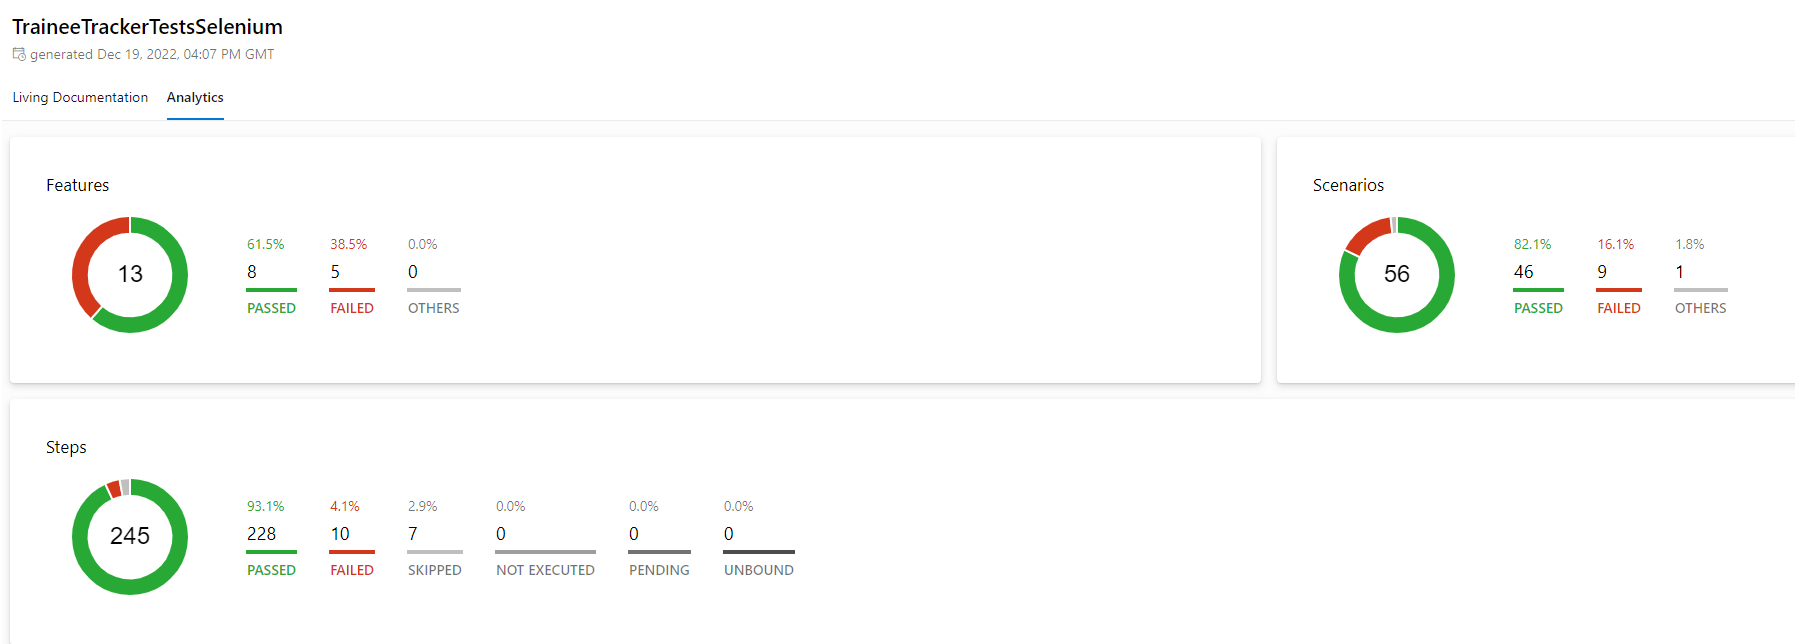 TraineeTrackerTestsSelenium
generated Dec 19, 2022, 04:07 PM GMT
Living Documentation Analytics
Features
13
61.5% 38.5% 0.0%
8 5 0
PASSED FAILED OTHERS
Scenarios
56
82.1% 16.1% 1.8%
46 9 1
PASSED FAILED OTHERS
Steps
245
93.1% 4.1% 2.9% 0.0% 0.0% 0.0%
228 10 7 0 0 0
PASSED FAILED SKIPPED NOT EXECUTED PENDING UNBOUND